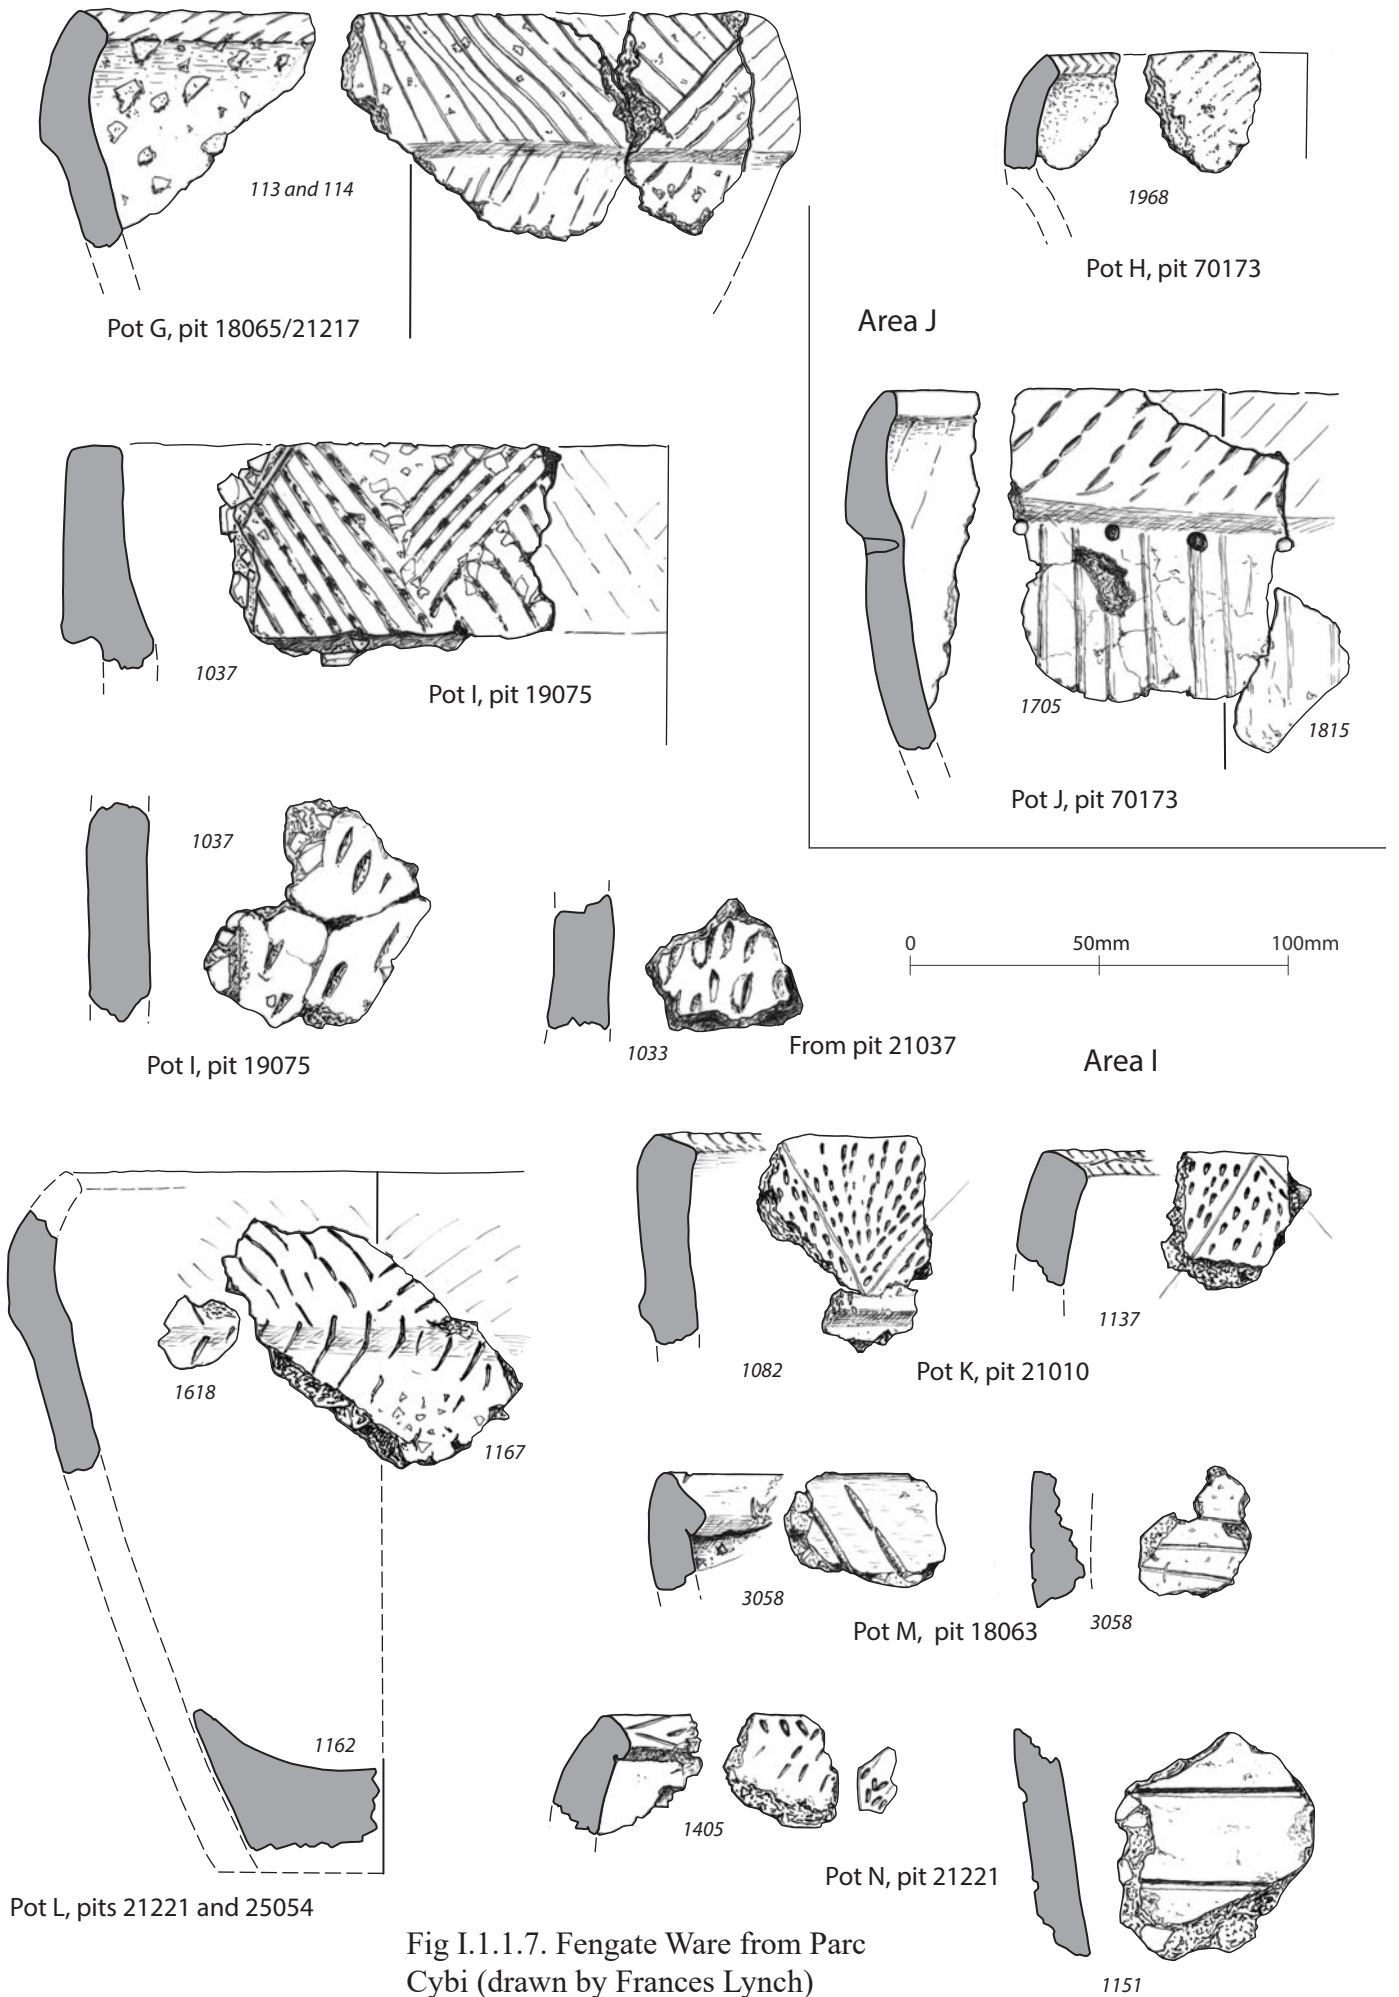 113 and 114
Pot G, pit 18065/21217
1968
Pot H, pit 70173
Area J
1037
Pot I, pit 19075
1705
1815
Pot J, pit 70173
1037
Pot I, pit 19075
1033
From pit 21037
0 50mm 100mm
Area I
1618
1167
1162
Pot L, pits 21221 and 25054
1082
1137
Pot K, pit 21010
3058
3058
Pot M, pit 18063
1405
Pot N, pit 21221
1151
Fig I.1.1.7. Fengate Ware from Parc
Cybi (drawn by Frances Lynch)